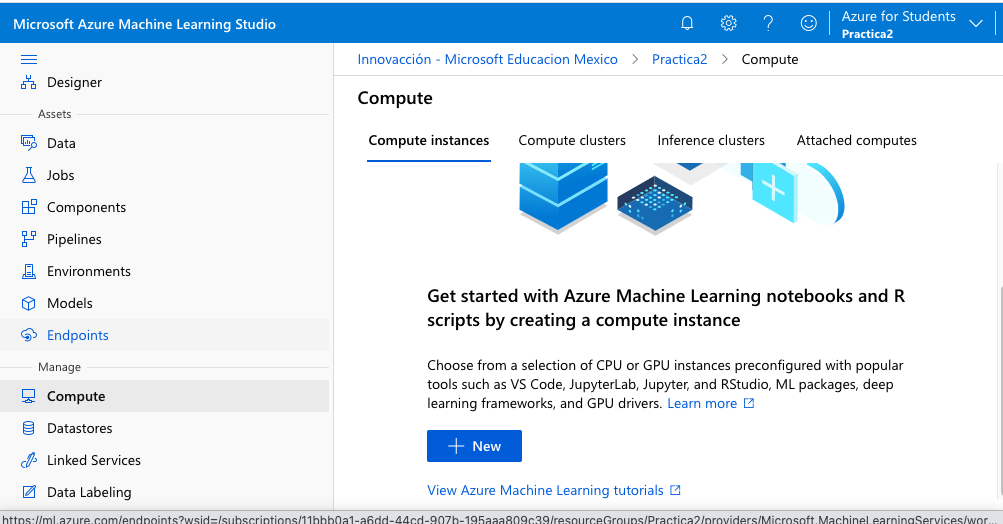 Microsoft Azure Machine Learning Studio
Azure for Students
Practica2
Designer
Assets
Data
Jobs
Components
Pipelines
Environments
Models
Endpoints
Manage
Compute
Datastores
Linked Services
Data Labeling
Innovacción - Microsoft Educacion Mexico > Practica2 > Compute
Compute
Compute instances Compute clusters Inference clusters Attached computes
Get started with Azure Machine Learning notebooks and R
scripts by creating a compute instance
Choose from a selection of CPU or GPU instances preconfigured with popular
tools such as VS Code, JupyterLab, Jupyter, and RStudio, ML packages, deep
learning frameworks, and GPU drivers. Learn more
+ New
View Azure Machine Learning tutorials
https://ml.azure.com/endpoints?wsid=/subscriptions/11bbb0a1-a6dd-44cd-907b-195aaa809c39/resourceGroups/Practica2/providers/Microsoft.MachineLearningServices/wor...